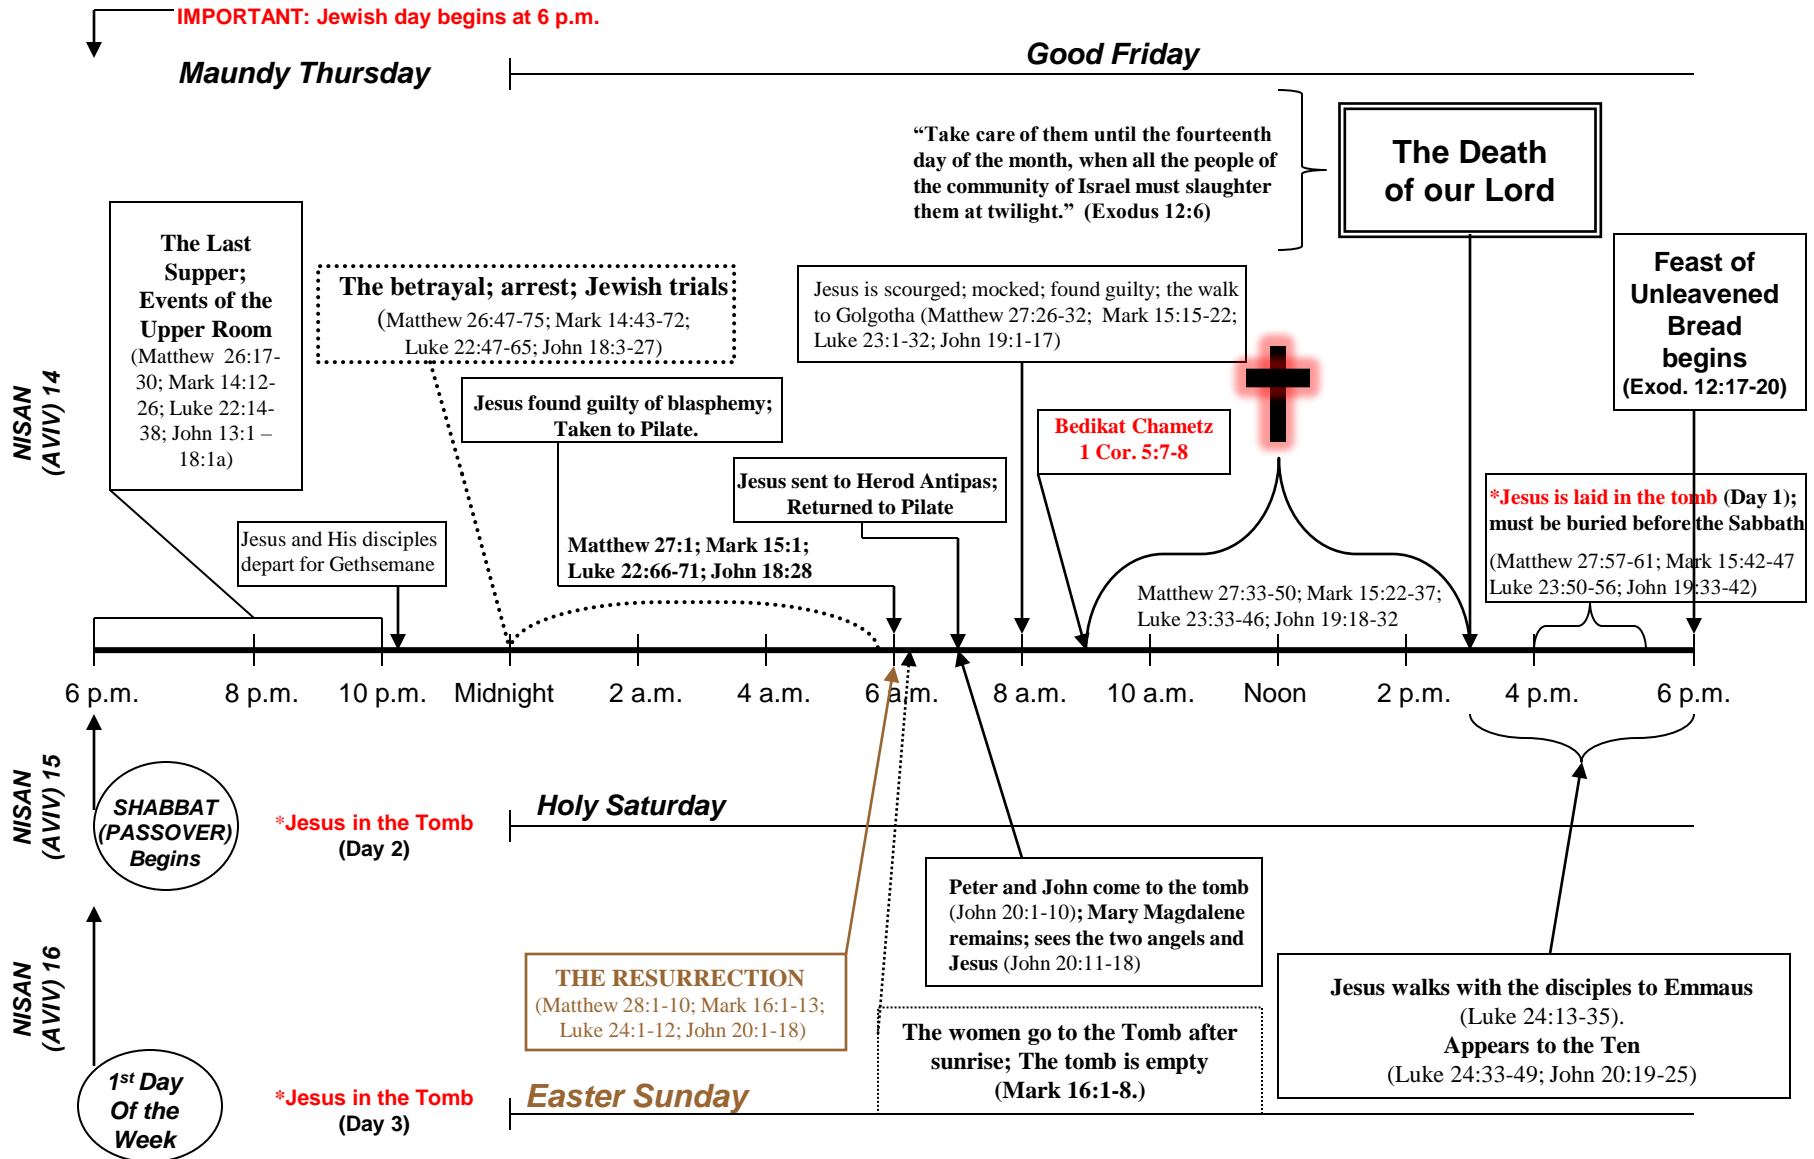 IMPORTANT: Jewish day begins at 6 p.m.
Maundy Thursday
Good Friday
“Take care of them until the fourteenth
day of the month, when all the people of
the community of Israel must slaughter
them at twilight.” (Exodus 12:6)
The Death
of our Lord
NISAN
(AVIV) 14
The Last
Supper;
Events of the
Upper Room
(Matthew 26:17-
30; Mark 14:12-
26; Luke 22:14-
38; John 13:1 –
18:1a)
The betrayal; arrest; Jewish trials
(Matthew 26:47-75; Mark 14:43-72;
Luke 22:47-65; John 18:3-27)
Jesus is scourged; mocked; found guilty; the walk
to Golgotha (Matthew 27:26-32; Mark 15:15-22;
Luke 23:1-32; John 19:1-17)
Feast of
Unleavened
Bread
begins
(Exod. 12:17-20)
Jesus found guilty of blasphemy;
Taken to Pilate.
Bedikat Chametz
1 Cor. 5:7-8
Jesus sent to Herod Antipas;
Returned to Pilate
*Jesus is laid in the tomb (Day 1);
must be buried before the Sabbath
(Matthew 27:57-61; Mark 15:42-47
Luke 23:50-56; John 19:33-42)
Jesus and His disciples
depart for Gethsemane
Matthew 27:1; Mark 15:1;
Luke 22:66-71; John 18:28
Matthew 27:33-50; Mark 15:22-37;
Luke 23:33-46; John 19:18-32
6 p.m.
8 p.m.
10 p.m.
Midnight
2 a.m.
4 a.m.
6 a.m.
8 a.m.
10 a.m.
Noon
2 p.m.
4 p.m.
6 p.m.
NISAN
(AVIV) 15
SHABBAT
(PASSOVER)
Begins
*Jesus in the Tomb
(Day 2)
Holy Saturday
Peter and John come to the tomb
(John 20:1-10); Mary Magdalene
remains; sees the two angels and
Jesus (John 20:11-18)
NISAN
(AVIV) 16
THE RESURRECTION
(Matthew 28:1-10; Mark 16:1-13;
Luke 24:1-12; John 20:1-18)
Jesus walks with the disciples to Emmaus
(Luke 24:13-35).
Appears to the Ten
(Luke 24:33-49; John 20:19-25)
The women go to the Tomb after
sunrise; The tomb is empty
(Mark 16:1-8.)
1st Day
Of the
Week
*Jesus in the Tomb
(Day 3)
Easter Sunday